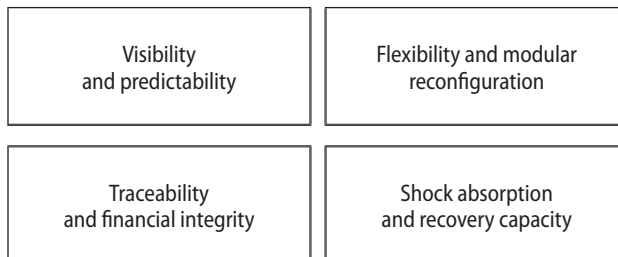 Visibility
and predictability
Flexibility and modular
reconfiguration
Traceability
and financial integrity
Shock absorption
and recovery capacity